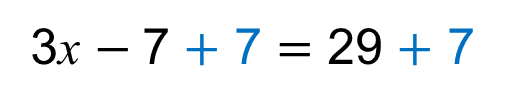 3x − 7 + 7 = 29 + 7